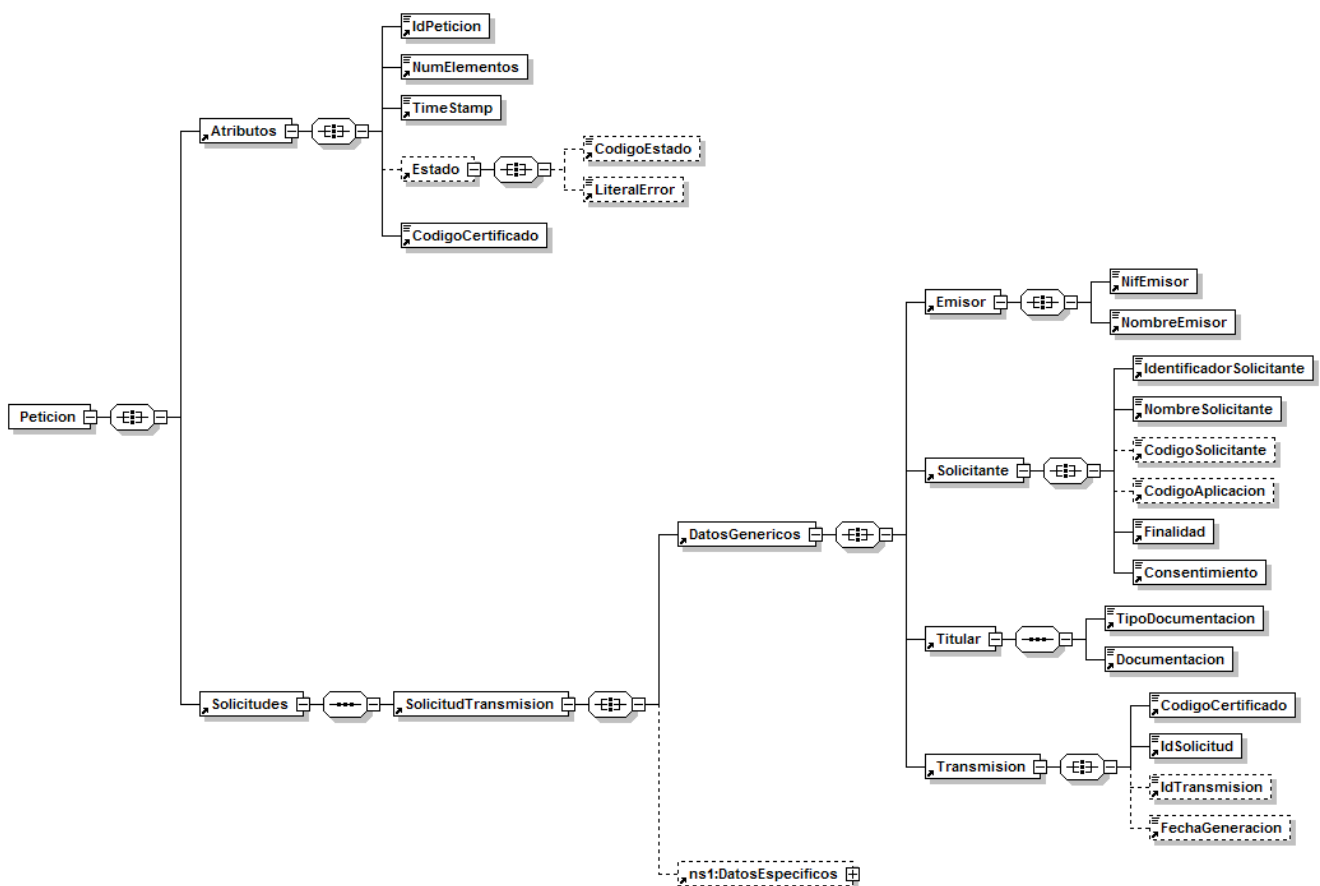 IdPeticion
NumElementos
TimeStamp
Atributos
CodigoEstado
Estado
LiteralError
CodigoCertificado
NifEmisor
Emisor
NombreEmisor
IdentificadorSolicitante
Peticion
NombreSolicitante
CodigoSolicitante
Solicitante
CodigoAplicacion
DatosGenericos
Finalidad
Consentimiento
TipoDocumentacion
Titular
Documentacion
Solicitudes
SolicitudTransmision
CodigoCertificado
IdSolicitud
Transmision
IdTransmision
FechaGeneracion
ns1:DatosEspecificos